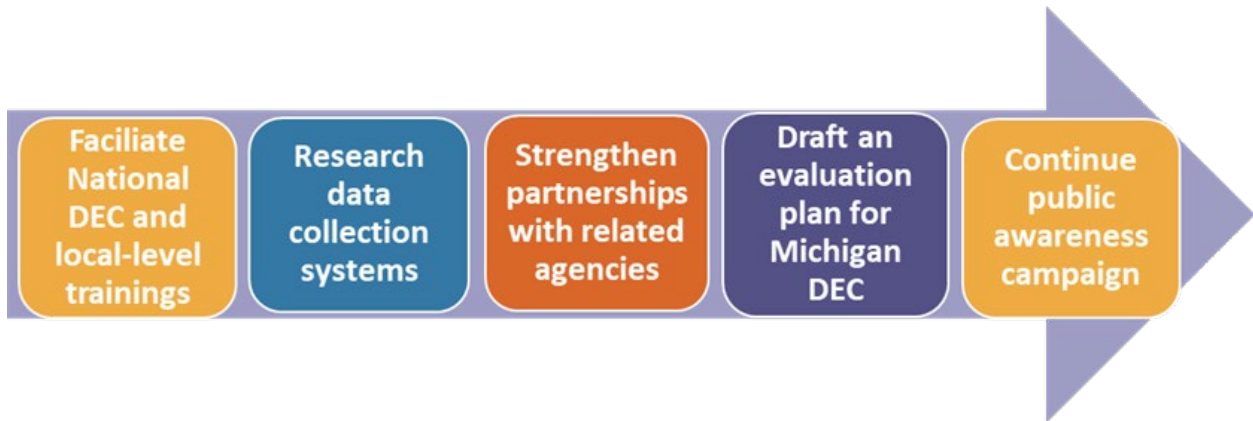 Faciliate
National
DEC and
local-level
trainings
Research
data
collection
systems
Strengthen
partnerships
with related
agencies
Draft an
evaluation
plan for
Michigan
DEC
Continue
public
awareness
campaign